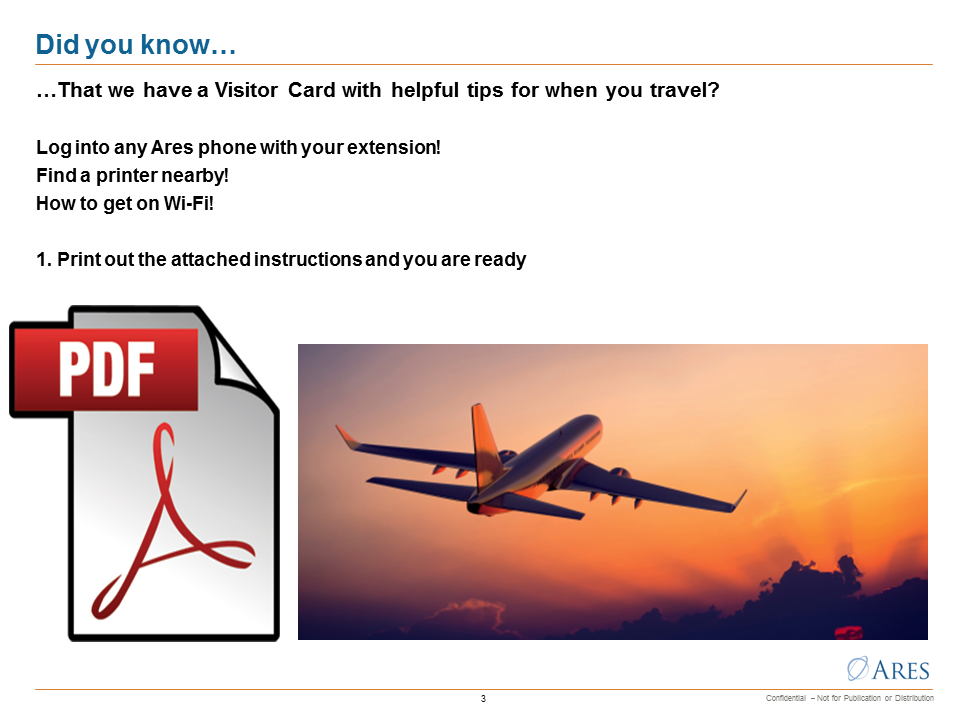 Did you know…
…That we have a Visitor Card with helpful tips for when you travel?
Log into any Ares phone with your extension!
Find a printer nearby!
How to get on Wi-Fi!
1. Print out the attached instructions and you are ready
PDF
ARES
3
Confidential – Not for Publication or Distribution